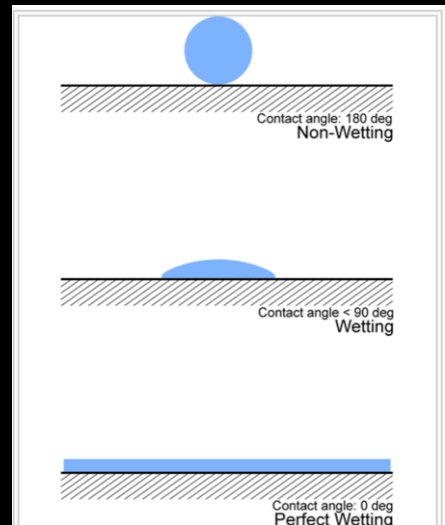 Contact angle: 180 deg
Non-Wetting
Contact angle < 90 deg
Wetting
Contact angle: 0 deg
Perfect Wetting